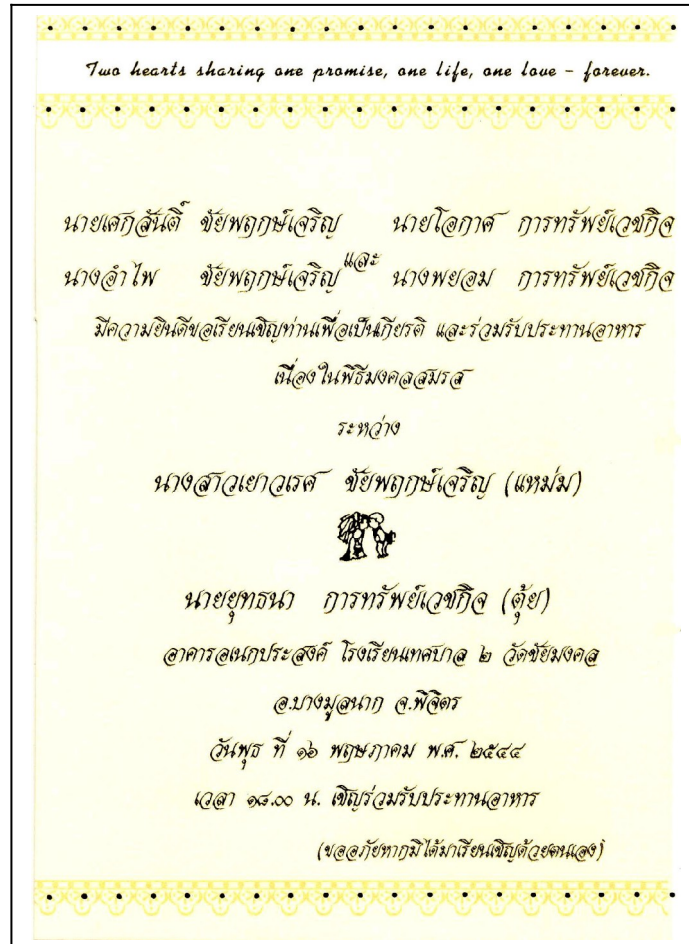 Two hearts sharing one promise, one life, one love - forever.
นายเศกสันติ์ ชัยพฤกษ์เจริญ นายโอกาศ การทรัพย์เวชกิจ
และ
นางอำไพ ชัยพฤกษ์เจริญ นางพยอม การทรัพย์เวชกิจ
มีความยินดีขอเรียนเชิญท่านเพื่อเป็นเกียรติ และร่วมรับประทานอาหาร
เนื่องในพิธีมงคลสมรส
ระหว่าง
นางสาวเยาวเรศ ชัยพฤกษ์เจริญ (แหม่ม)
นายยุทธนา การทรัพย์เวชกิจ (ตุ้ย)
อาคารอเนกประสงค์ โรงเรียนเทศบาล ๒ วัดชัยมงคล
อ.บางมูลนาก จ.พิจิตร
วันพุธ ที่ ๑๖ พฤษภาคม พ.ศ. ๒๕๔๔
เวลา ๑๘.๐๐ น. เชิญร่วมรับประทานอาหาร
(ขออภัยหากมิได้มาเรียนเชิญด้วยตนเอง)